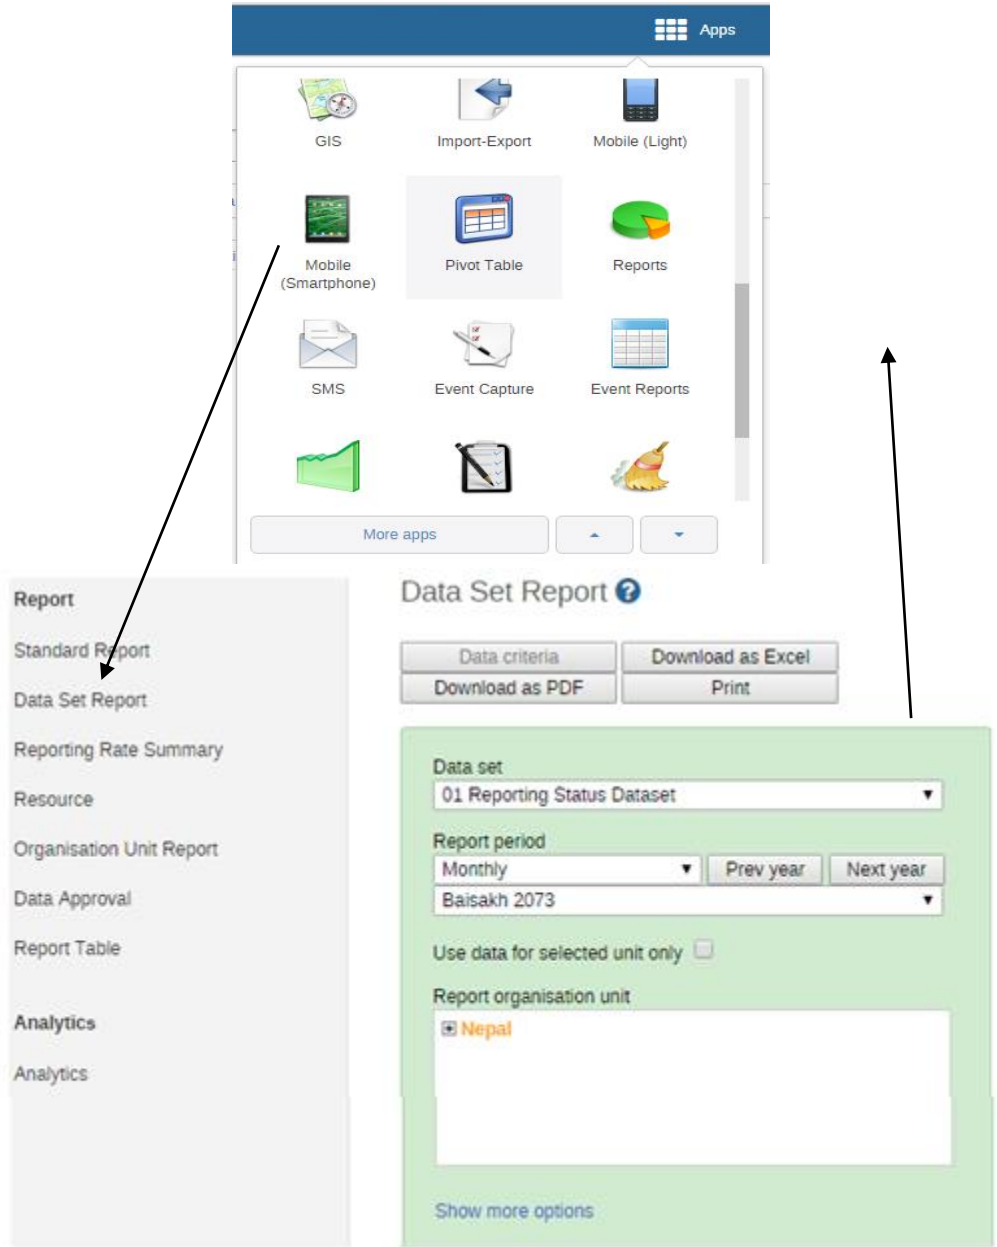 Apps
GIS
Import-Export
Mobile (Light)
Mobile
(Smartphone)
Pivot Table
Reports
SMS
Event Capture
Event Reports
More apps
Report
Standard Report
Data Set Report
Reporting Rate Summary
Resource
Organisation Unit Report
Data Approval
Report Table
Analytics
Analytics
Data Set Report ?
Data criteria
Download as Excel
Download as PDF
Print
Data set
01 Reporting Status Dataset
Report period
Monthly
Prev year
Next year
Baisakh 2073
Use data for selected unit only
Report organisation unit
Nepal
Show more options